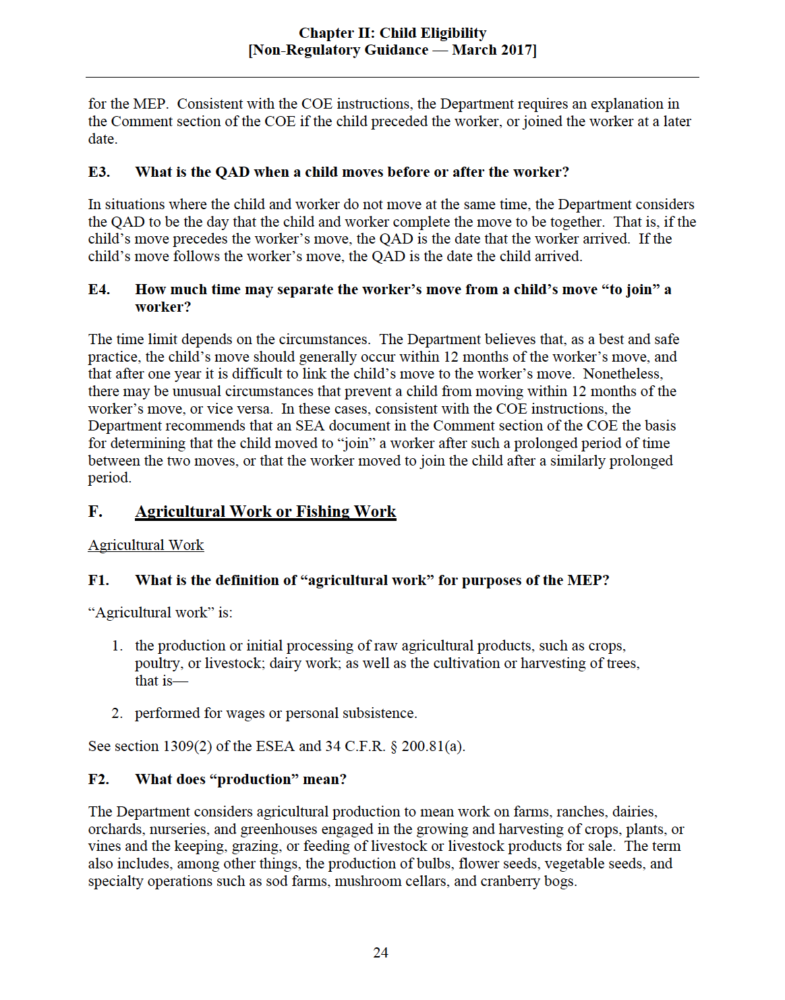 Chapter II: Child Eligibility
[Non-Regulatory Guidance — March 2017]
for the MEP.  Consistent with the COE instructions, the Department requires an explanation in
the Comment section of the COE if the child preceded the worker, or joined the worker at a later
date.
E3. What is the QAD when a child moves before or after the worker?
In situations where the child and worker do not move at the same time, the Department considers
the QAD to be the day that the child and worker complete the move to be together.  That is, if the
child’s move precedes the worker’s move, the QAD is the date that the worker arrived.  If the
child’s move follows the worker’s move, the QAD is the date the child arrived.
E4. How much time may separate the worker’s move from a child’s move “to join” a
worker?
The time limit depends on the circumstances.  The Department believes that, as a best and safe
practice, the child’s move should generally occur within 12 months of the worker’s move, and
that after one year it is difficult to link the child’s move to the worker’s move.  Nonetheless,
there may be unusual circumstances that prevent a child from moving within 12 months of the
worker’s move, or vice versa.  In these cases, consistent with the COE instructions, the
Department recommends that an SEA document in the Comment section of the COE the basis
for determining that the child moved to “join” a worker after such a prolonged period of time
between the two moves, or that the worker moved to join the child after a similarly prolonged
period.
F. Agricultural Work or Fishing Work
Agricultural Work
F1. What is the definition of “agricultural work” for purposes of the MEP?
“Agricultural work” is:
1. the production or initial processing of raw agricultural products, such as crops,
poultry, or livestock; dairy work; as well as the cultivation or harvesting of trees,
that is—
2. performed for wages or personal subsistence.
See section 1309(2) of the ESEA and 34 C.F.R. § 200.81(a).
F2. What does “production” mean?
The Department considers agricultural production to mean work on farms, ranches, dairies,
orchards, nurseries, and greenhouses engaged in the growing and harvesting of crops, plants, or
vines and the keeping, grazing, or feeding of livestock or livestock products for sale.  The term
also includes, among other things, the production of bulbs, flower seeds, vegetable seeds, and
specialty operations such as sod farms, mushroom cellars, and cranberry bogs.
24